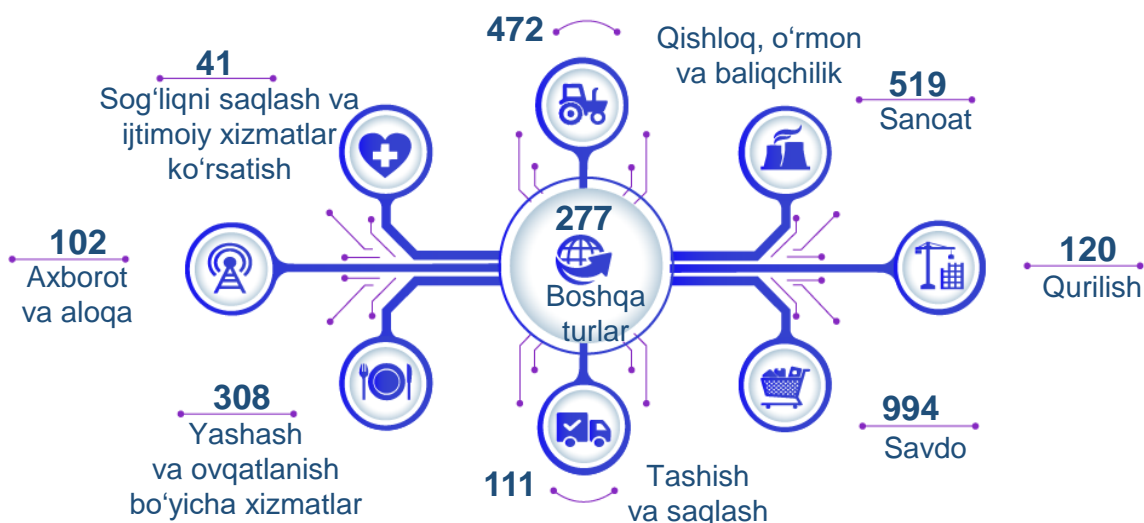 472
Qishloq, o‘rmon
va baliqchilik
41
Sog‘liqni saqlash va
ijtimoiy xizmatlar
ko‘rsatish
519
Sanoat
277
Boshqa
turlar
102
Axborot
va aloqa
120
Qurilish
308
Yashash
va ovqatlanish
bo‘yicha xizmatlar
994
Savdo
111
Tashish
va saqlash